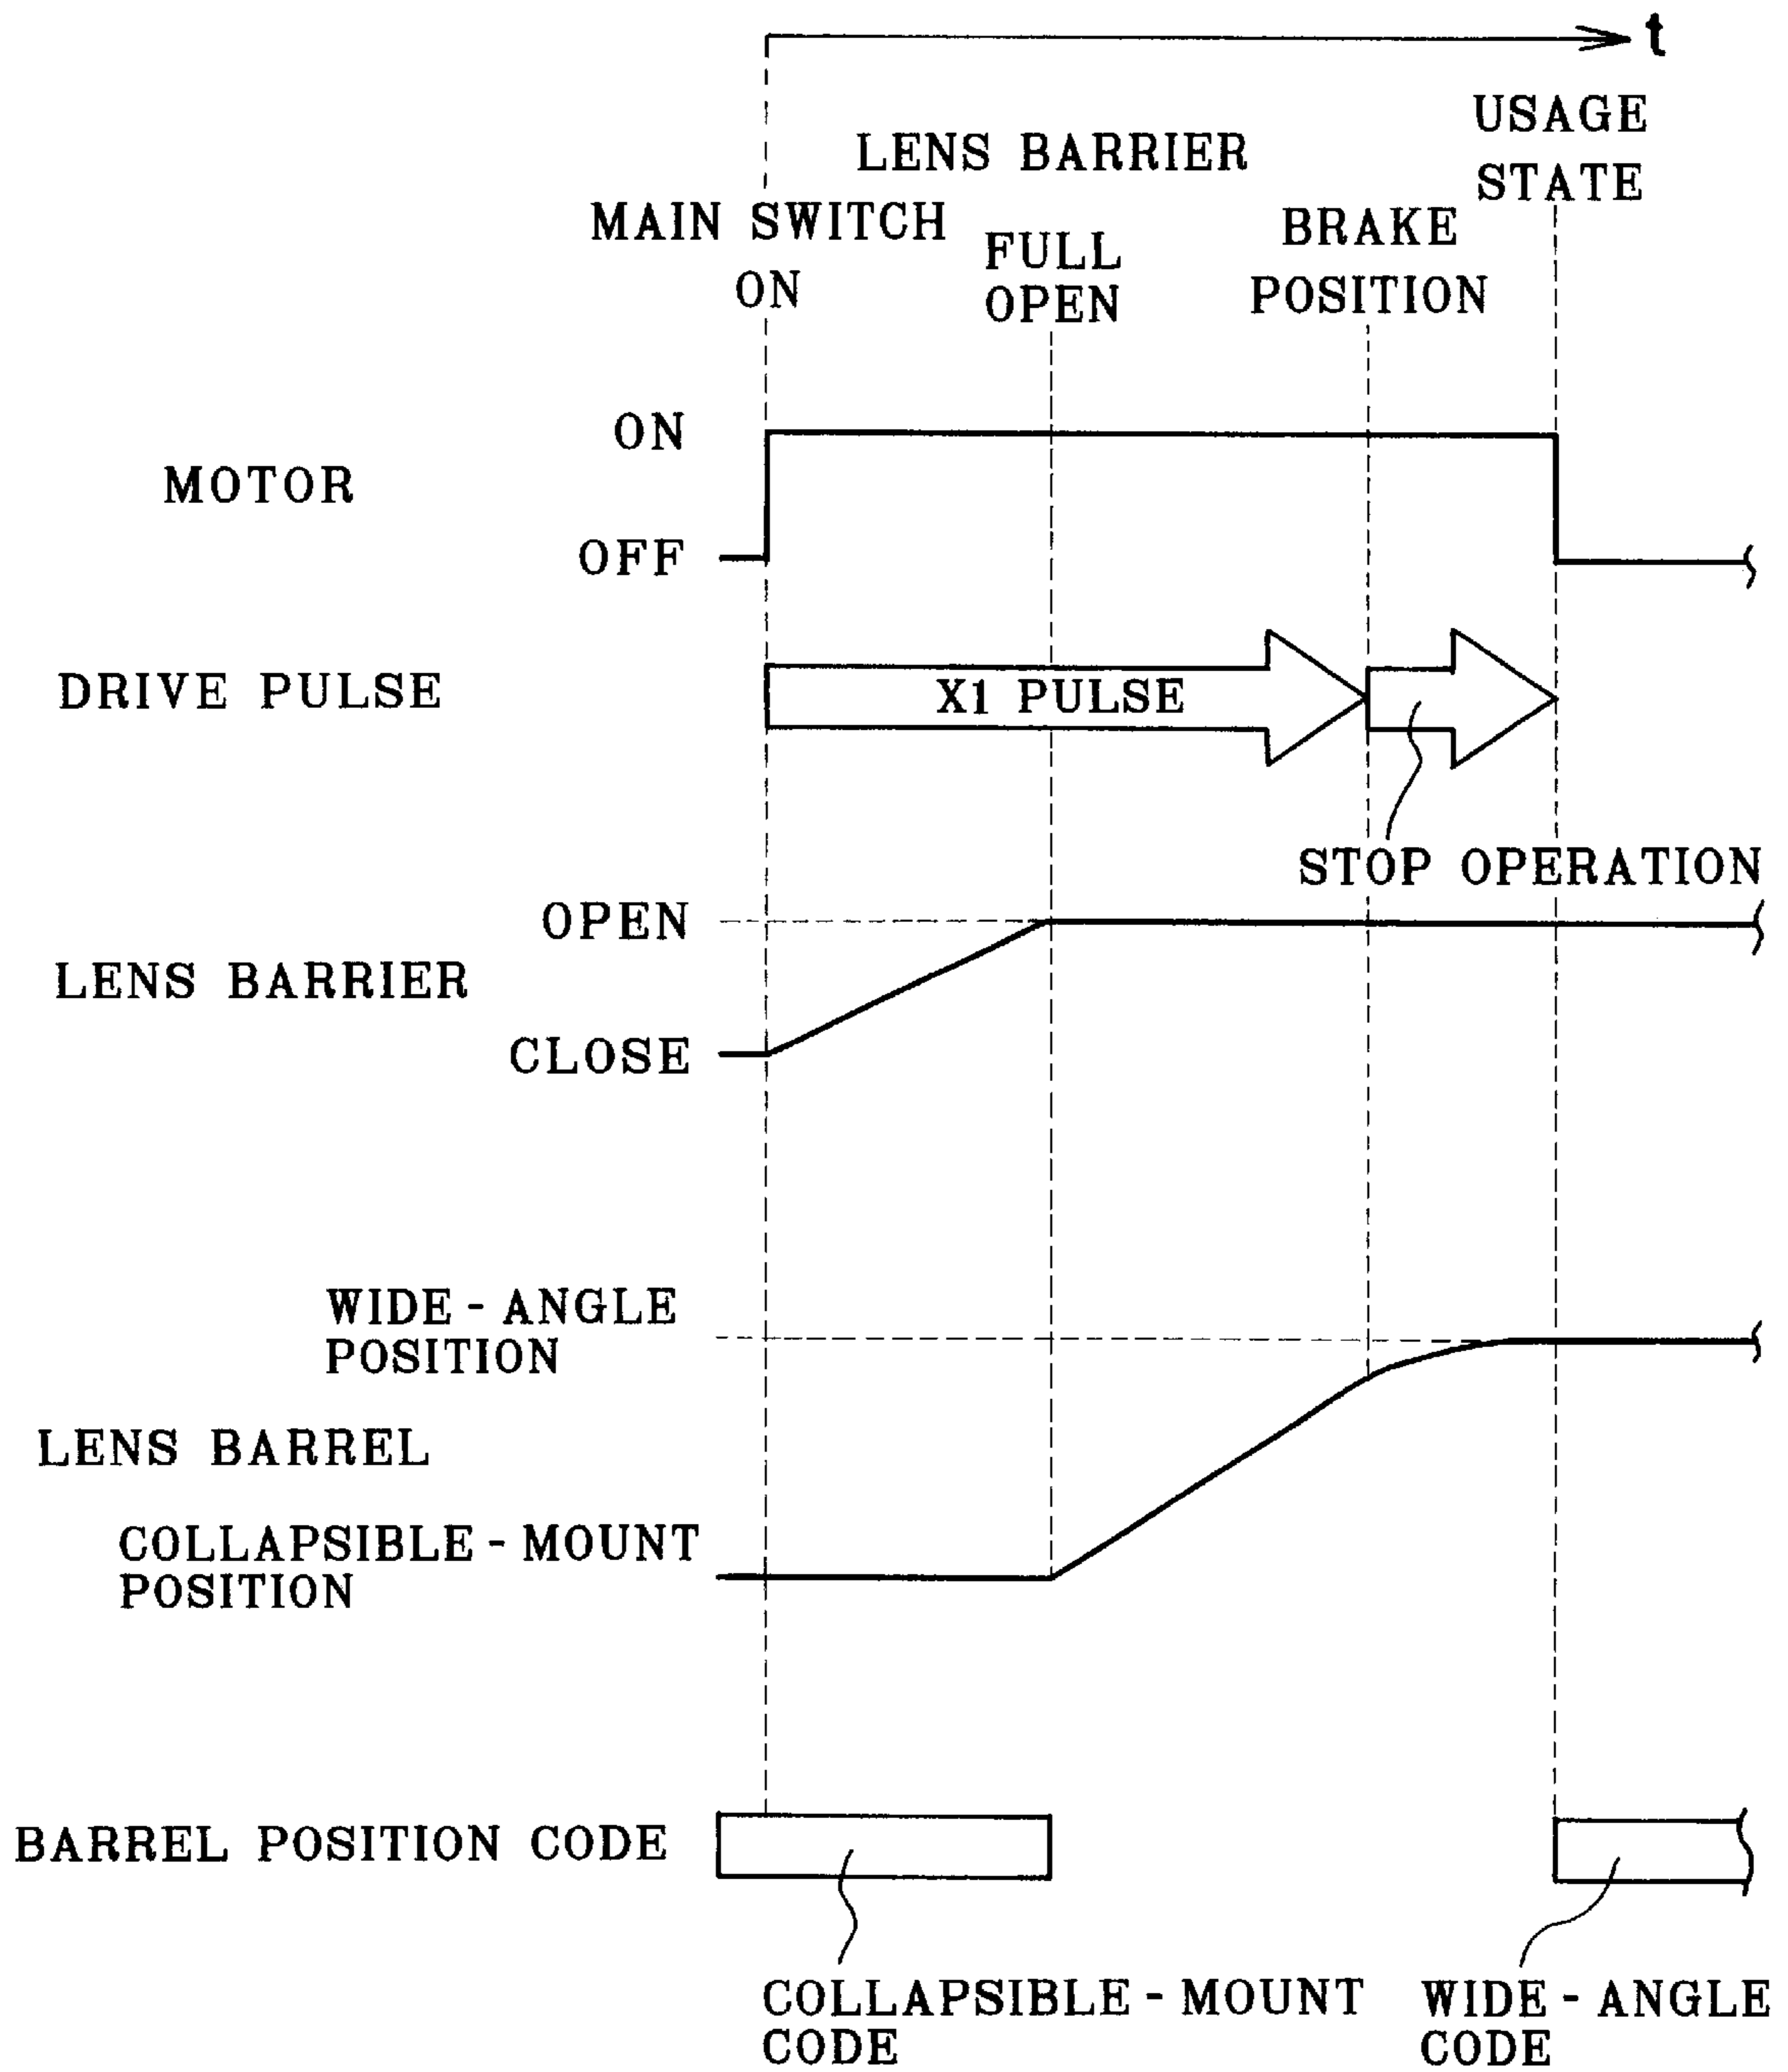 t
USAGE
STATE
LENS BARRIER
MAIN SWITCH
ON
FULL
OPEN
BRAKE
POSITION
ON
MOTOR
OFF
DRIVE PULSE
X1 PULSE
STOP OPERATION
OPEN
LENS BARRIER
CLOSE
WIDE - ANGLE
POSITION
LENS BARREL
COLLAPSIBLE - MOUNT
POSITION
BARREL POSITION CODE
COLLAPSIBLE - MOUNT
CODE
WIDE - ANGLE
CODE